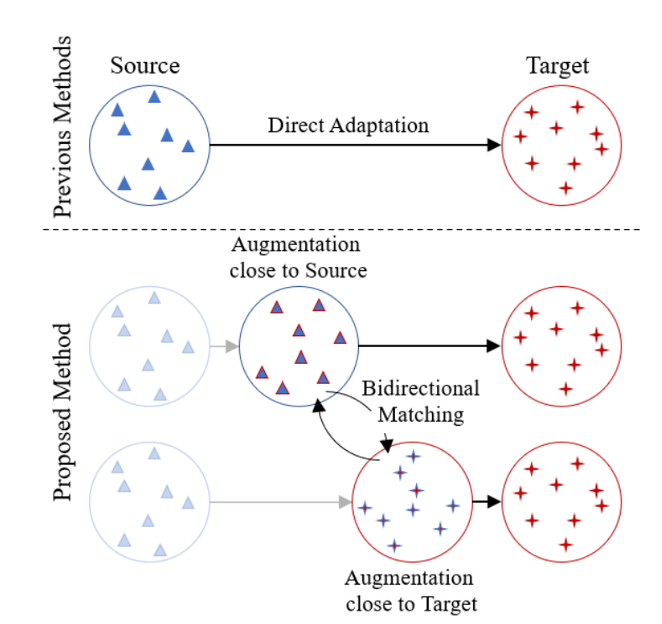 Previous Methods
Source
Target
Direct Adaptation
Augmentation
close to Source
Proposed Method
Bidirectional
Matching
Augmentation
close to Target